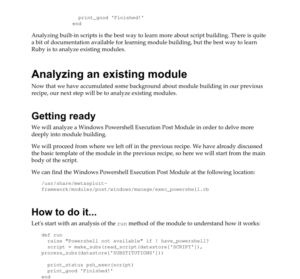 print_good 'Finished!'
end
Analyzing built-in scripts is the best way to learn more about script building. There is quite
a bit of documentation available for learning module building, but the best way to learn
Ruby is to analyze existing modules.
Analyzing an existing module
Now that we have accumulated some background about module building in our previous
recipe, our next step will be to analyze existing modules.
Getting ready
We will analyze a Windows Powershell Execution Post Module in order to delve more
deeply into module building.
We will proceed from where we left off in the previous recipe. We have already discussed
the basic template of the module in the previous recipe, so here we will start from the main
body of the script.
We can find the Windows Powershell Execution Post Module at the following location:
/usr/share/metasploit-
framework/modules/post/windows/manage/exec_powershell.rb
How to do it...
Let's start with an analysis of the run method of the module to understand how it works:
def run
raise "Powershell not available" if ! have_powershell?
script = make_subs(read_script(datastore['SCRIPT']),
process_subs(datastore['SUBSTITUTIONS']))
print_status psh_exec(script)
print_good 'Finished!'
end